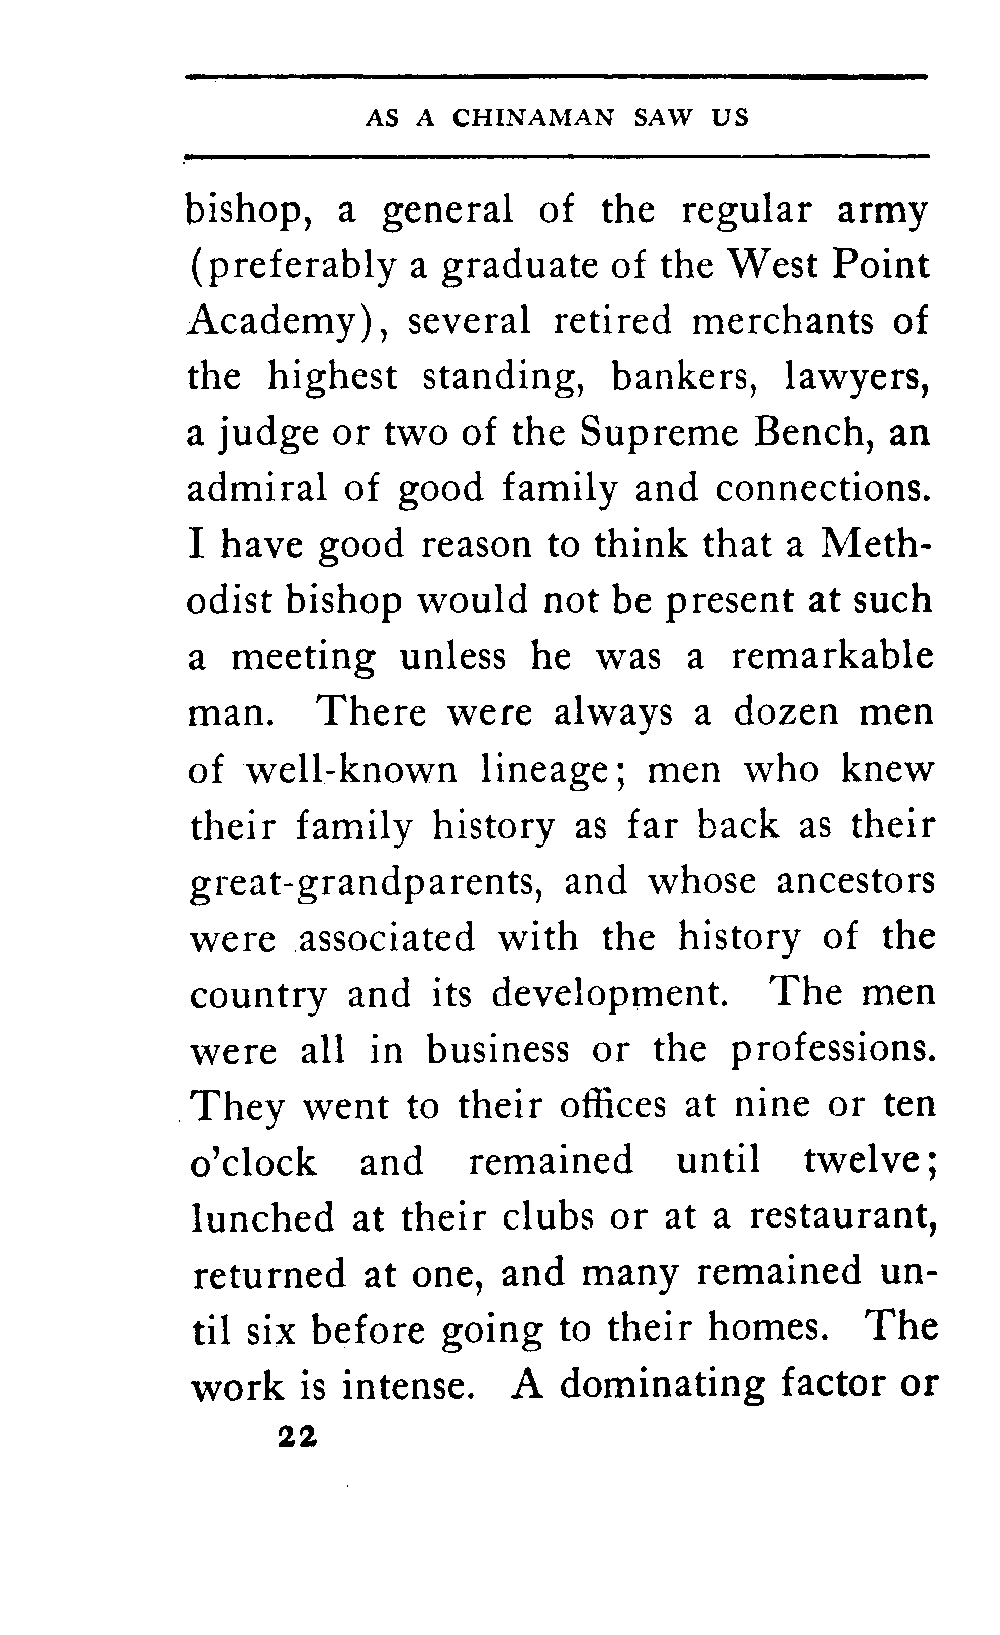 AS A CHINAMAN SAW US
bishop, a general of the regular army
(preferably a graduate of the West Point
Academy), several retired merchants of
the highest standing, bankers, lawyers,
a judge or two of the Supreme Bench, an
admiral of good family and connections.
I have good reason to think that a Meth-
odist bishop would not be present at such
a meeting unless he was a remarkable
man. There were always a dozen men
of well-known lineage; men who knew
their family history as far back as their
great-grandparents, and whose ancestors
were associated with the history of the
country and its development. The men
were all in business or the professions.
They went to their offices at nine or ten
o'clock and remained until twelve;
lunched at their clubs or at a restaurant,
returned at one, and many remained un-
til six before going to their homes. The
work is intense. A dominating factor or
22